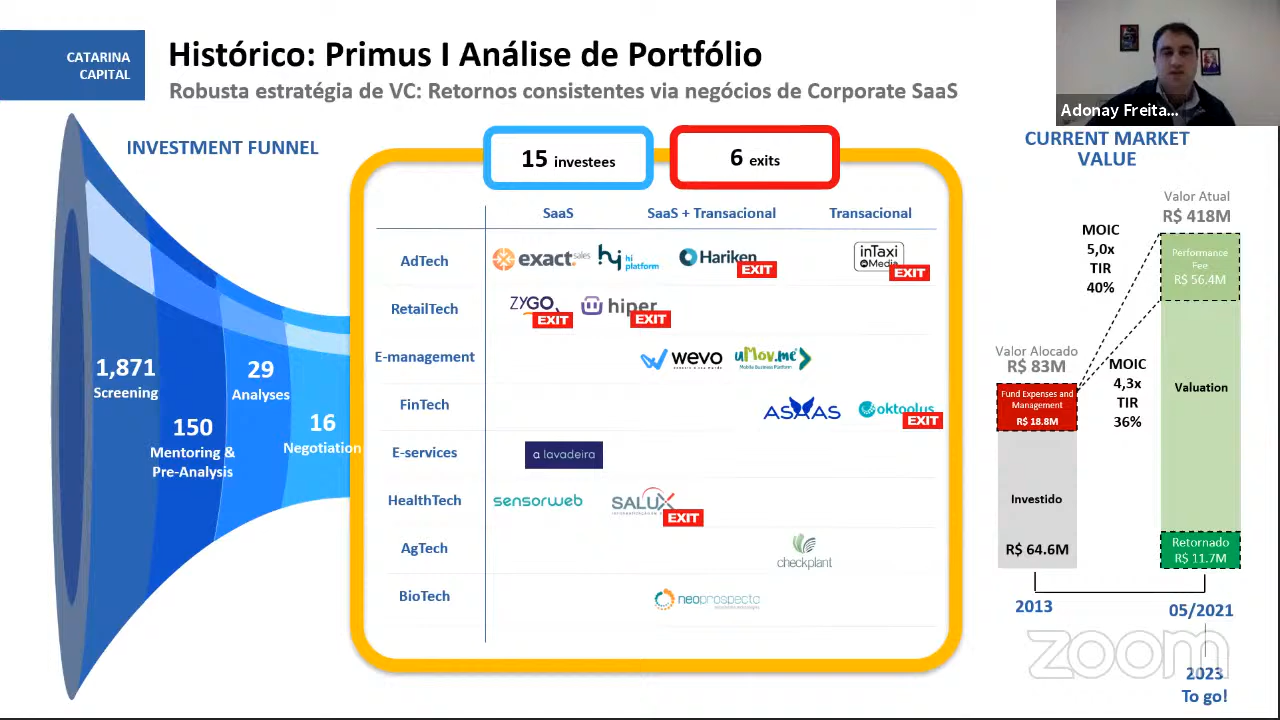 CATARINA
CAPITAL
Histórico: Primus I Análise de Portfólio
Robusta estratégia de VC: Retornos consistentes via negócios de Corporate SaaS
Adonay Freita...
INVESTMENT FUNNEL
1,871
Screening
150
Mentoring &
Pre-Analysis
29
Analyses
16
Negotiation
15 investees
6 exits
SaaS
SaaS + Transacional
Transacional
AdTech
exact sales
hi platform
Hariken
EXIT
inTaxi
Media
EXIT
RetailTech
ZYGO
EXIT
hiper
EXIT
E-management
wevo
uMov.me
Mobile Business Platform
FinTech
ASAAS
oktoplus
EXIT
E-services
a lavadeira
HealthTech
sensorweb
SALUX
EXIT
AgTech
checkplant
BioTech
neoprospecta
CURRENT MARKET
VALUE
Valor Atual
R$ 418M
MOIC
5,0x
TIR
40%
Performance
Fee
R$ 56.4M
Valor Alocado
R$ 83M
Fund Expenses and
Management
R$ 18.8M
MOIC
4,3x
TIR
36%
Valuation
Investido
R$ 64.6M
Retornado
R$ 11.7M
2013
05/2021
zoom
2023
To go!